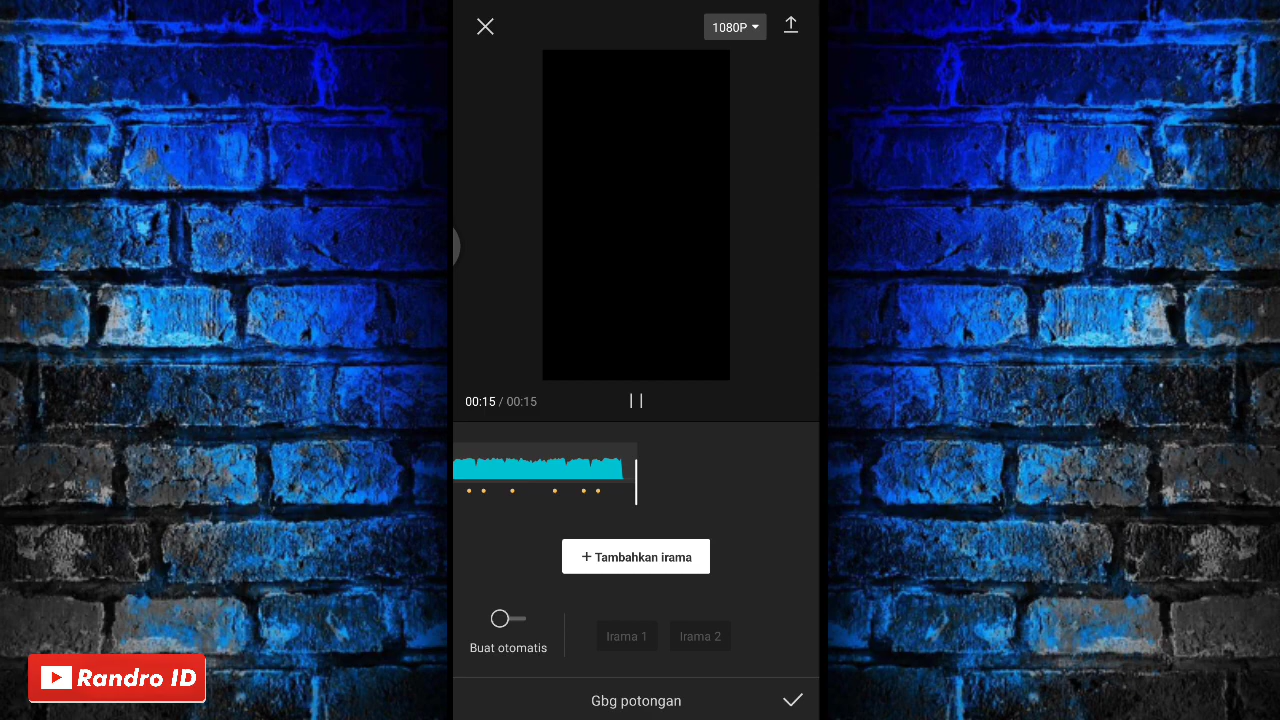 1080P
00:15 / 00:15
+ Tambahkan irama
Buat otomatis
Irama 1
Irama 2
Gbg potongan
Randro ID